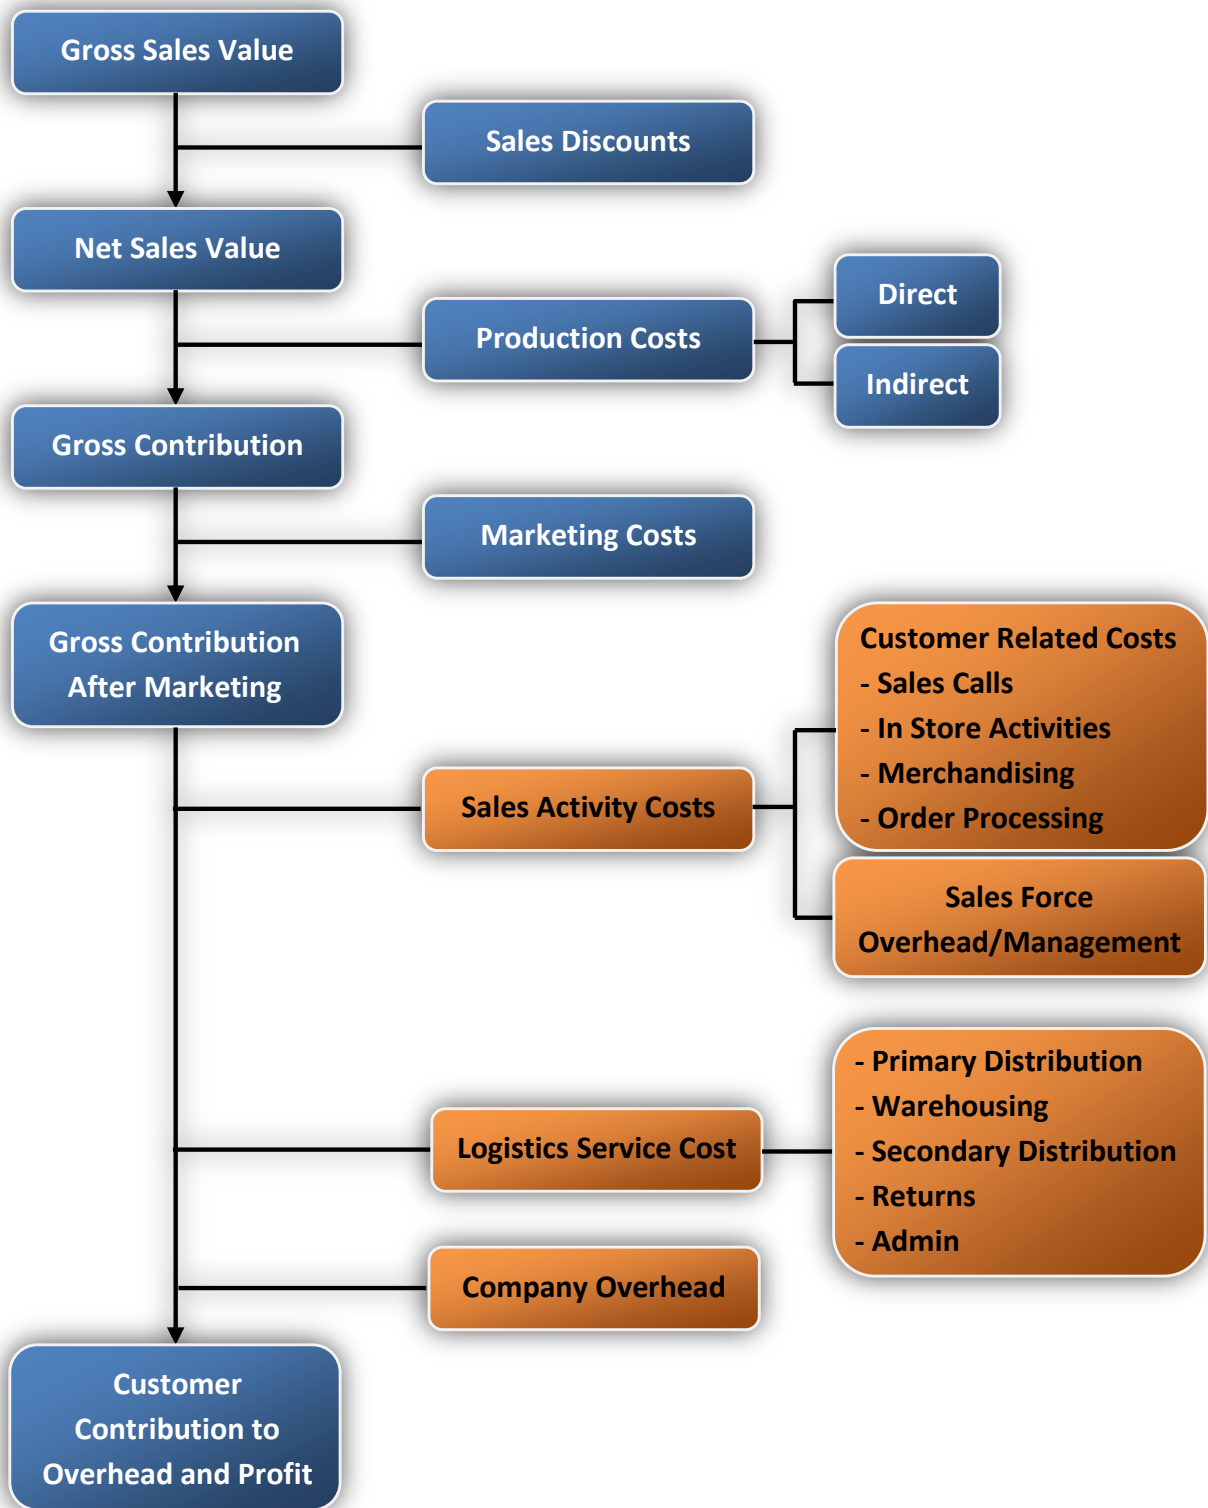 Gross Sales Value
Sales Discounts
Net Sales Value
Production Costs
Direct
Indirect
Gross Contribution
Marketing Costs
Gross Contribution
After Marketing
Customer Related Costs
- Sales Calls
- In Store Activities
- Merchandising
- Order Processing
Sales Activity Costs
Sales Force
Overhead/Management
- Primary Distribution
- Warehousing
- Secondary Distribution
- Returns
- Admin
Logistics Service Cost
Company Overhead
Customer
Contribution to
Overhead and Profit